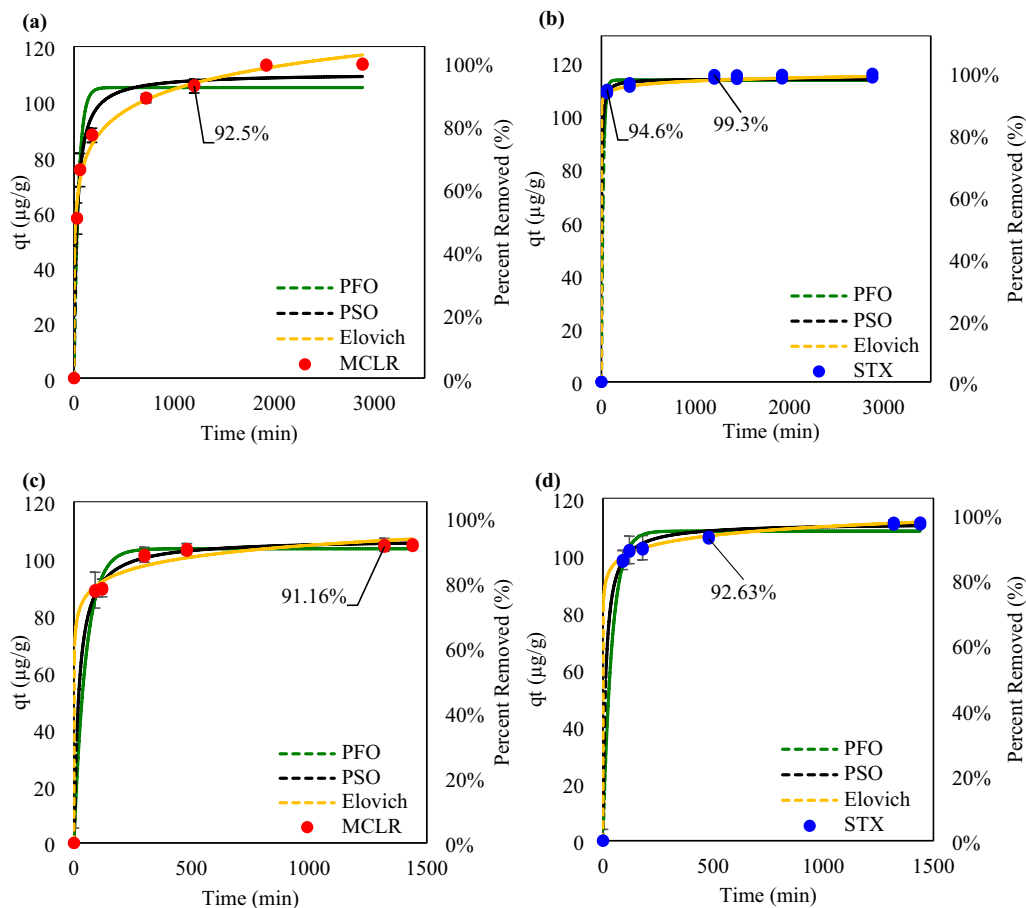 (a)
120
100
80
60
40
20
0
qt (µg/g)
100%
80%
60%
40%
20%
0%
Percent Removed (%)
92.5%
PFO
PSO
Elovich
MCLR
0 1000 2000 3000
Time (min)
(b)
120
100
80
60
40
20
0
qt (µg/g)
100%
80%
60%
40%
20%
0%
Percent Removed (%)
94.6%
99.3%
PFO
PSO
Elovich
STX
0 1000 2000 3000
Time (min)
(c)
120
100
80
60
40
20
0
qt (µg/g)
100%
80%
60%
40%
20%
0%
Percent Removed (%)
91.16%
PFO
PSO
Elovich
MCLR
0 500 1000 1500
Time (min)
(d)
120
100
80
60
40
20
0
qt (µg/g)
100%
80%
60%
40%
20%
0%
Percent Removed (%)
92.63%
PFO
PSO
Elovich
STX
0 500 1000 1500
Time (min)